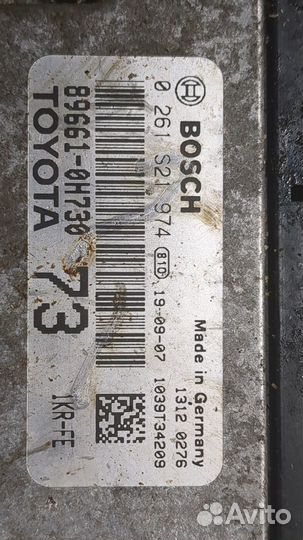 BOSCH
0 261 S21 974 81D 19-09-07
Made in Germany
1312 0276
1039T34209
89661-0H730
TOYOTA
73
1KR-FE
Avito